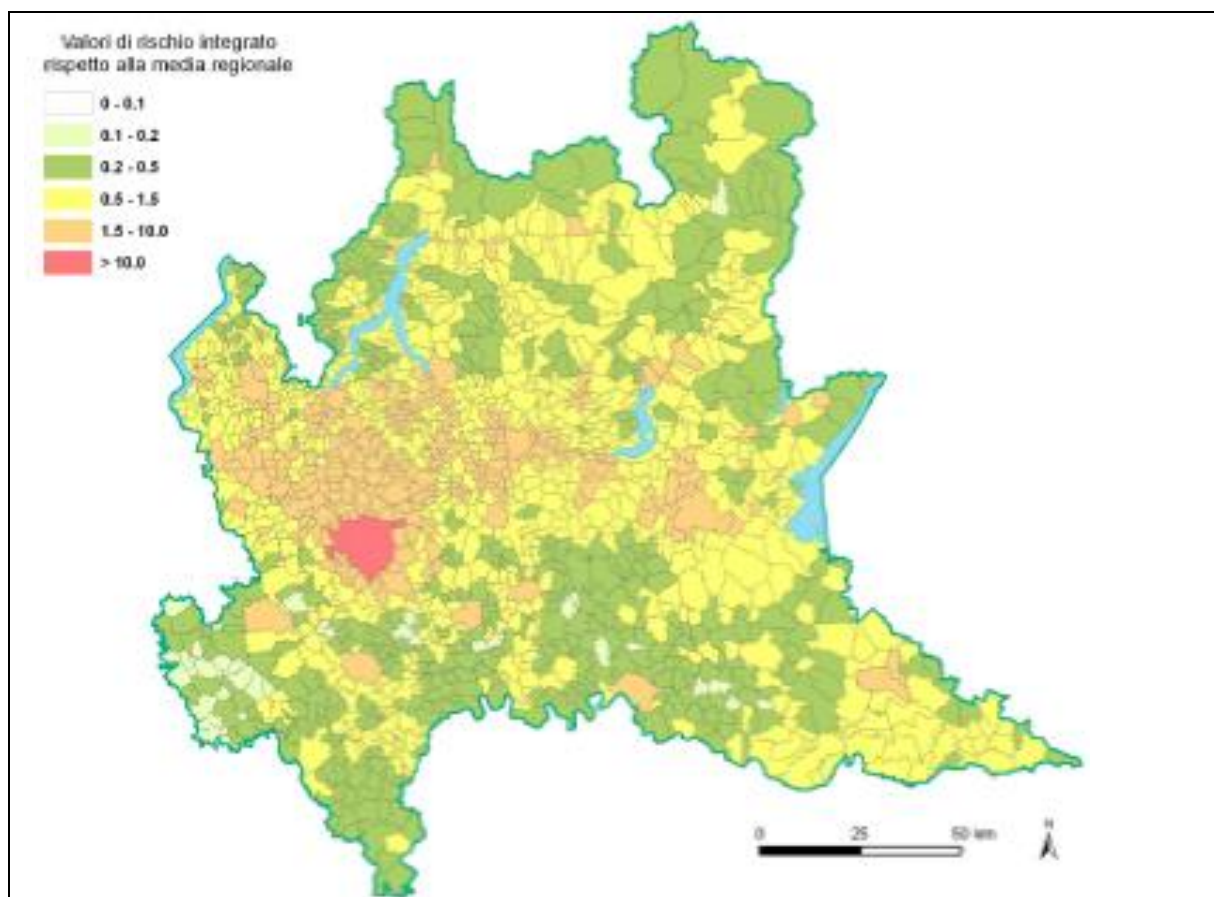 Valori di rischio integrato
rispetto alla media regionale
0 - 0.1
0.1 - 0.2
0.2 - 0.5
0.5 - 1.5
1.5 - 10.0
> 10.0
N
0 25 50 km